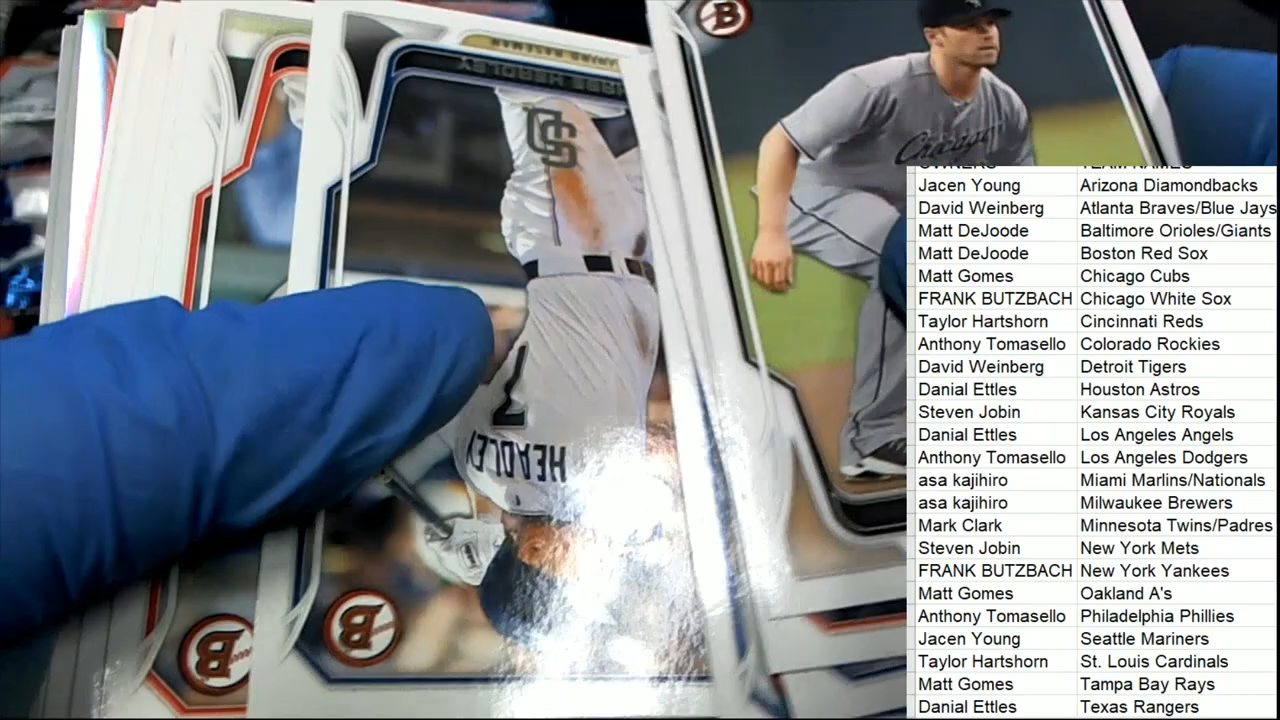 B
Chicago
CHASE HEADLEY
HEADLEY
7
B
B
OWNERS TEAM NAMES
Jacen Young Arizona Diamondbacks
David Weinberg Atlanta Braves/Blue Jays
Matt DeJoode Baltimore Orioles/Giants
Matt DeJoode Boston Red Sox
Matt Gomes Chicago Cubs
FRANK BUTZBACH Chicago White Sox
Taylor Hartshorn Cincinnati Reds
Anthony Tomasello Colorado Rockies
David Weinberg Detroit Tigers
Danial Ettles Houston Astros
Steven Jobin Kansas City Royals
Danial Ettles Los Angeles Angels
Anthony Tomasello Los Angeles Dodgers
asa kajihiro Miami Marlins/Nationals
asa kajihiro Milwaukee Brewers
Mark Clark Minnesota Twins/Padres
Steven Jobin New York Mets
FRANK BUTZBACH New York Yankees
Matt Gomes Oakland A's
Anthony Tomasello Philadelphia Phillies
Jacen Young Seattle Mariners
Taylor Hartshorn St. Louis Cardinals
Matt Gomes Tampa Bay Rays
Danial Ettles Texas Rangers